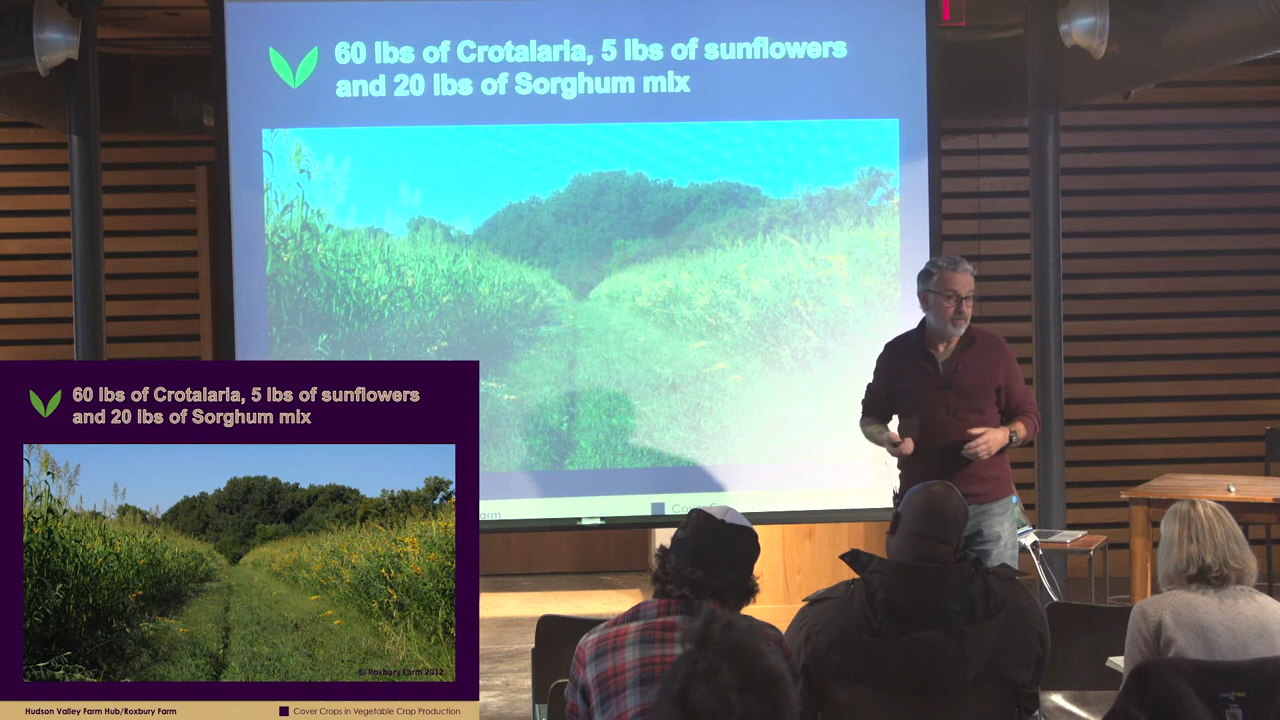 60 lbs of Crotalaria, 5 lbs of sunflowers
and 20 lbs of Sorghum mix
60 lbs of Crotalaria, 5 lbs of sunflowers
and 20 lbs of Sorghum mix
© Roxbury Farm 2012
Hudson Valley Farm Hub/Roxbury Farm
Cover Crops in Vegetable Crop Production